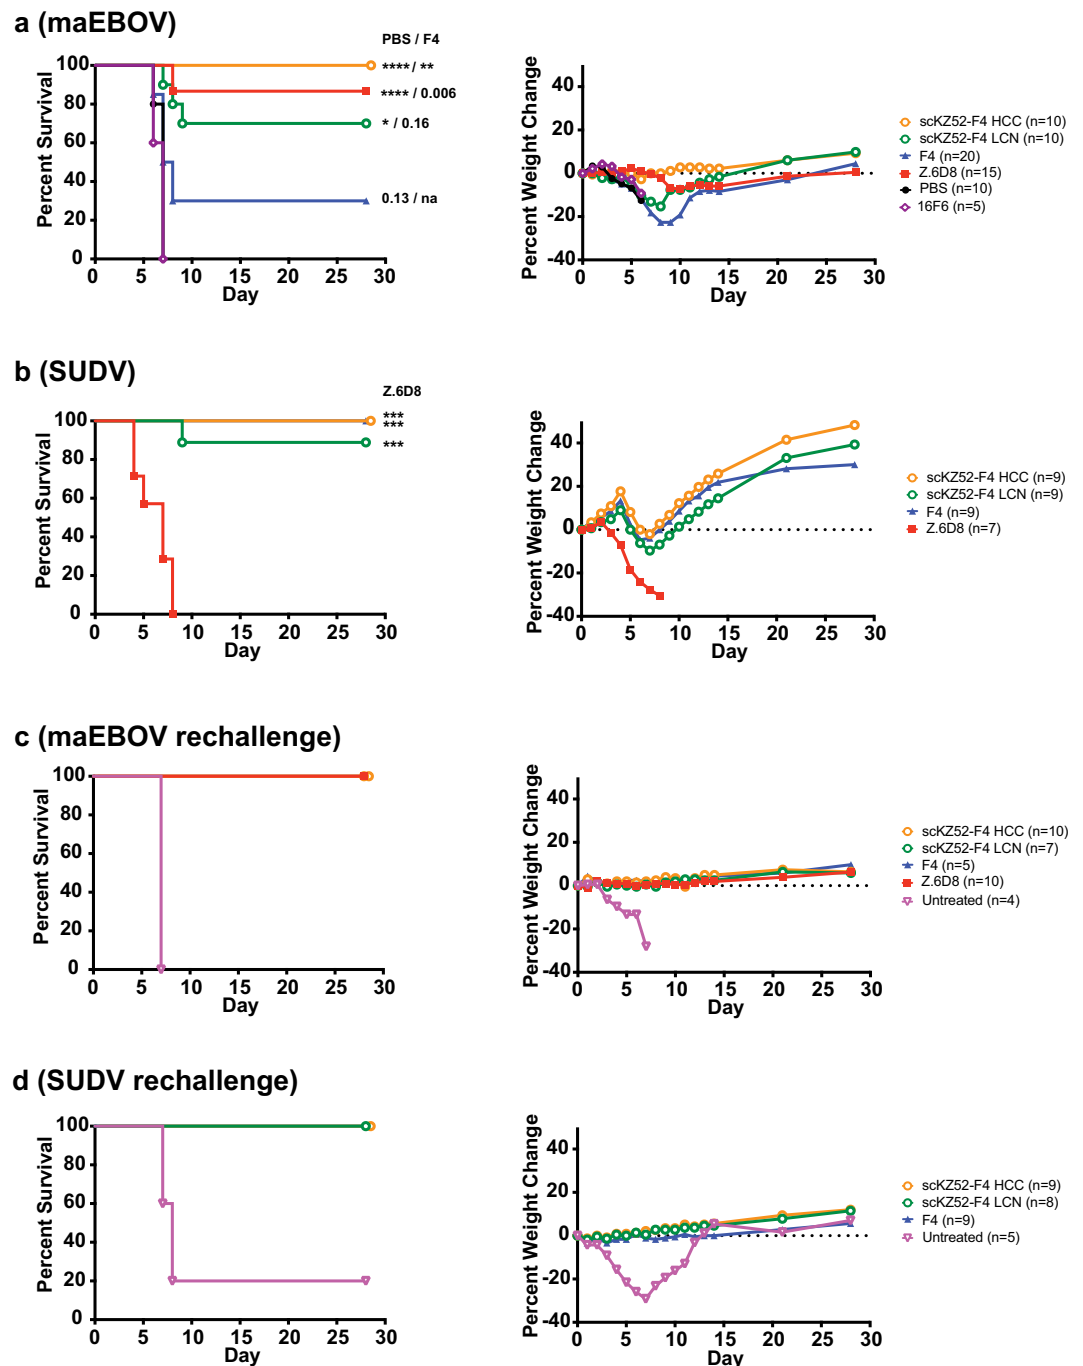 a (maEBOV)
PBS / F4
100
80
60
40
20
0
Percent Survival
0 5 10 15 20 25 30
Day
**** / **
**** / 0.006
* / 0.16
0.13 / na
40
20
0
-20
-40
Percent Weight Change
0 5 10 15 20 25 30
Day
scKZ52-F4 HCC (n=10)
scKZ52-F4 LCN (n=10)
F4 (n=20)
Z.6D8 (n=15)
PBS (n=10)
16F6 (n=5)
b (SUDV)
Z.6D8
100
80
60
40
20
0
Percent Survival
0 5 10 15 20 25 30
Day
***
***
***
40
20
0
-20
-40
Percent Weight Change
0 5 10 15 20 25 30
Day
scKZ52-F4 HCC (n=9)
scKZ52-F4 LCN (n=9)
F4 (n=9)
Z.6D8 (n=7)
c (maEBOV rechallenge)
100
80
60
40
20
0
Percent Survival
0 5 10 15 20 25 30
Day
40
20
0
-20
-40
Percent Weight Change
0 5 10 15 20 25 30
Day
scKZ52-F4 HCC (n=10)
scKZ52-F4 LCN (n=7)
F4 (n=5)
Z.6D8 (n=10)
Untreated (n=4)
d (SUDV rechallenge)
100
80
60
40
20
0
Percent Survival
0 5 10 15 20 25 30
Day
40
20
0
-20
-40
Percent Weight Change
0 5 10 15 20 25 30
Day
scKZ52-F4 HCC (n=9)
scKZ52-F4 LCN (n=8)
F4 (n=9)
Untreated (n=5)